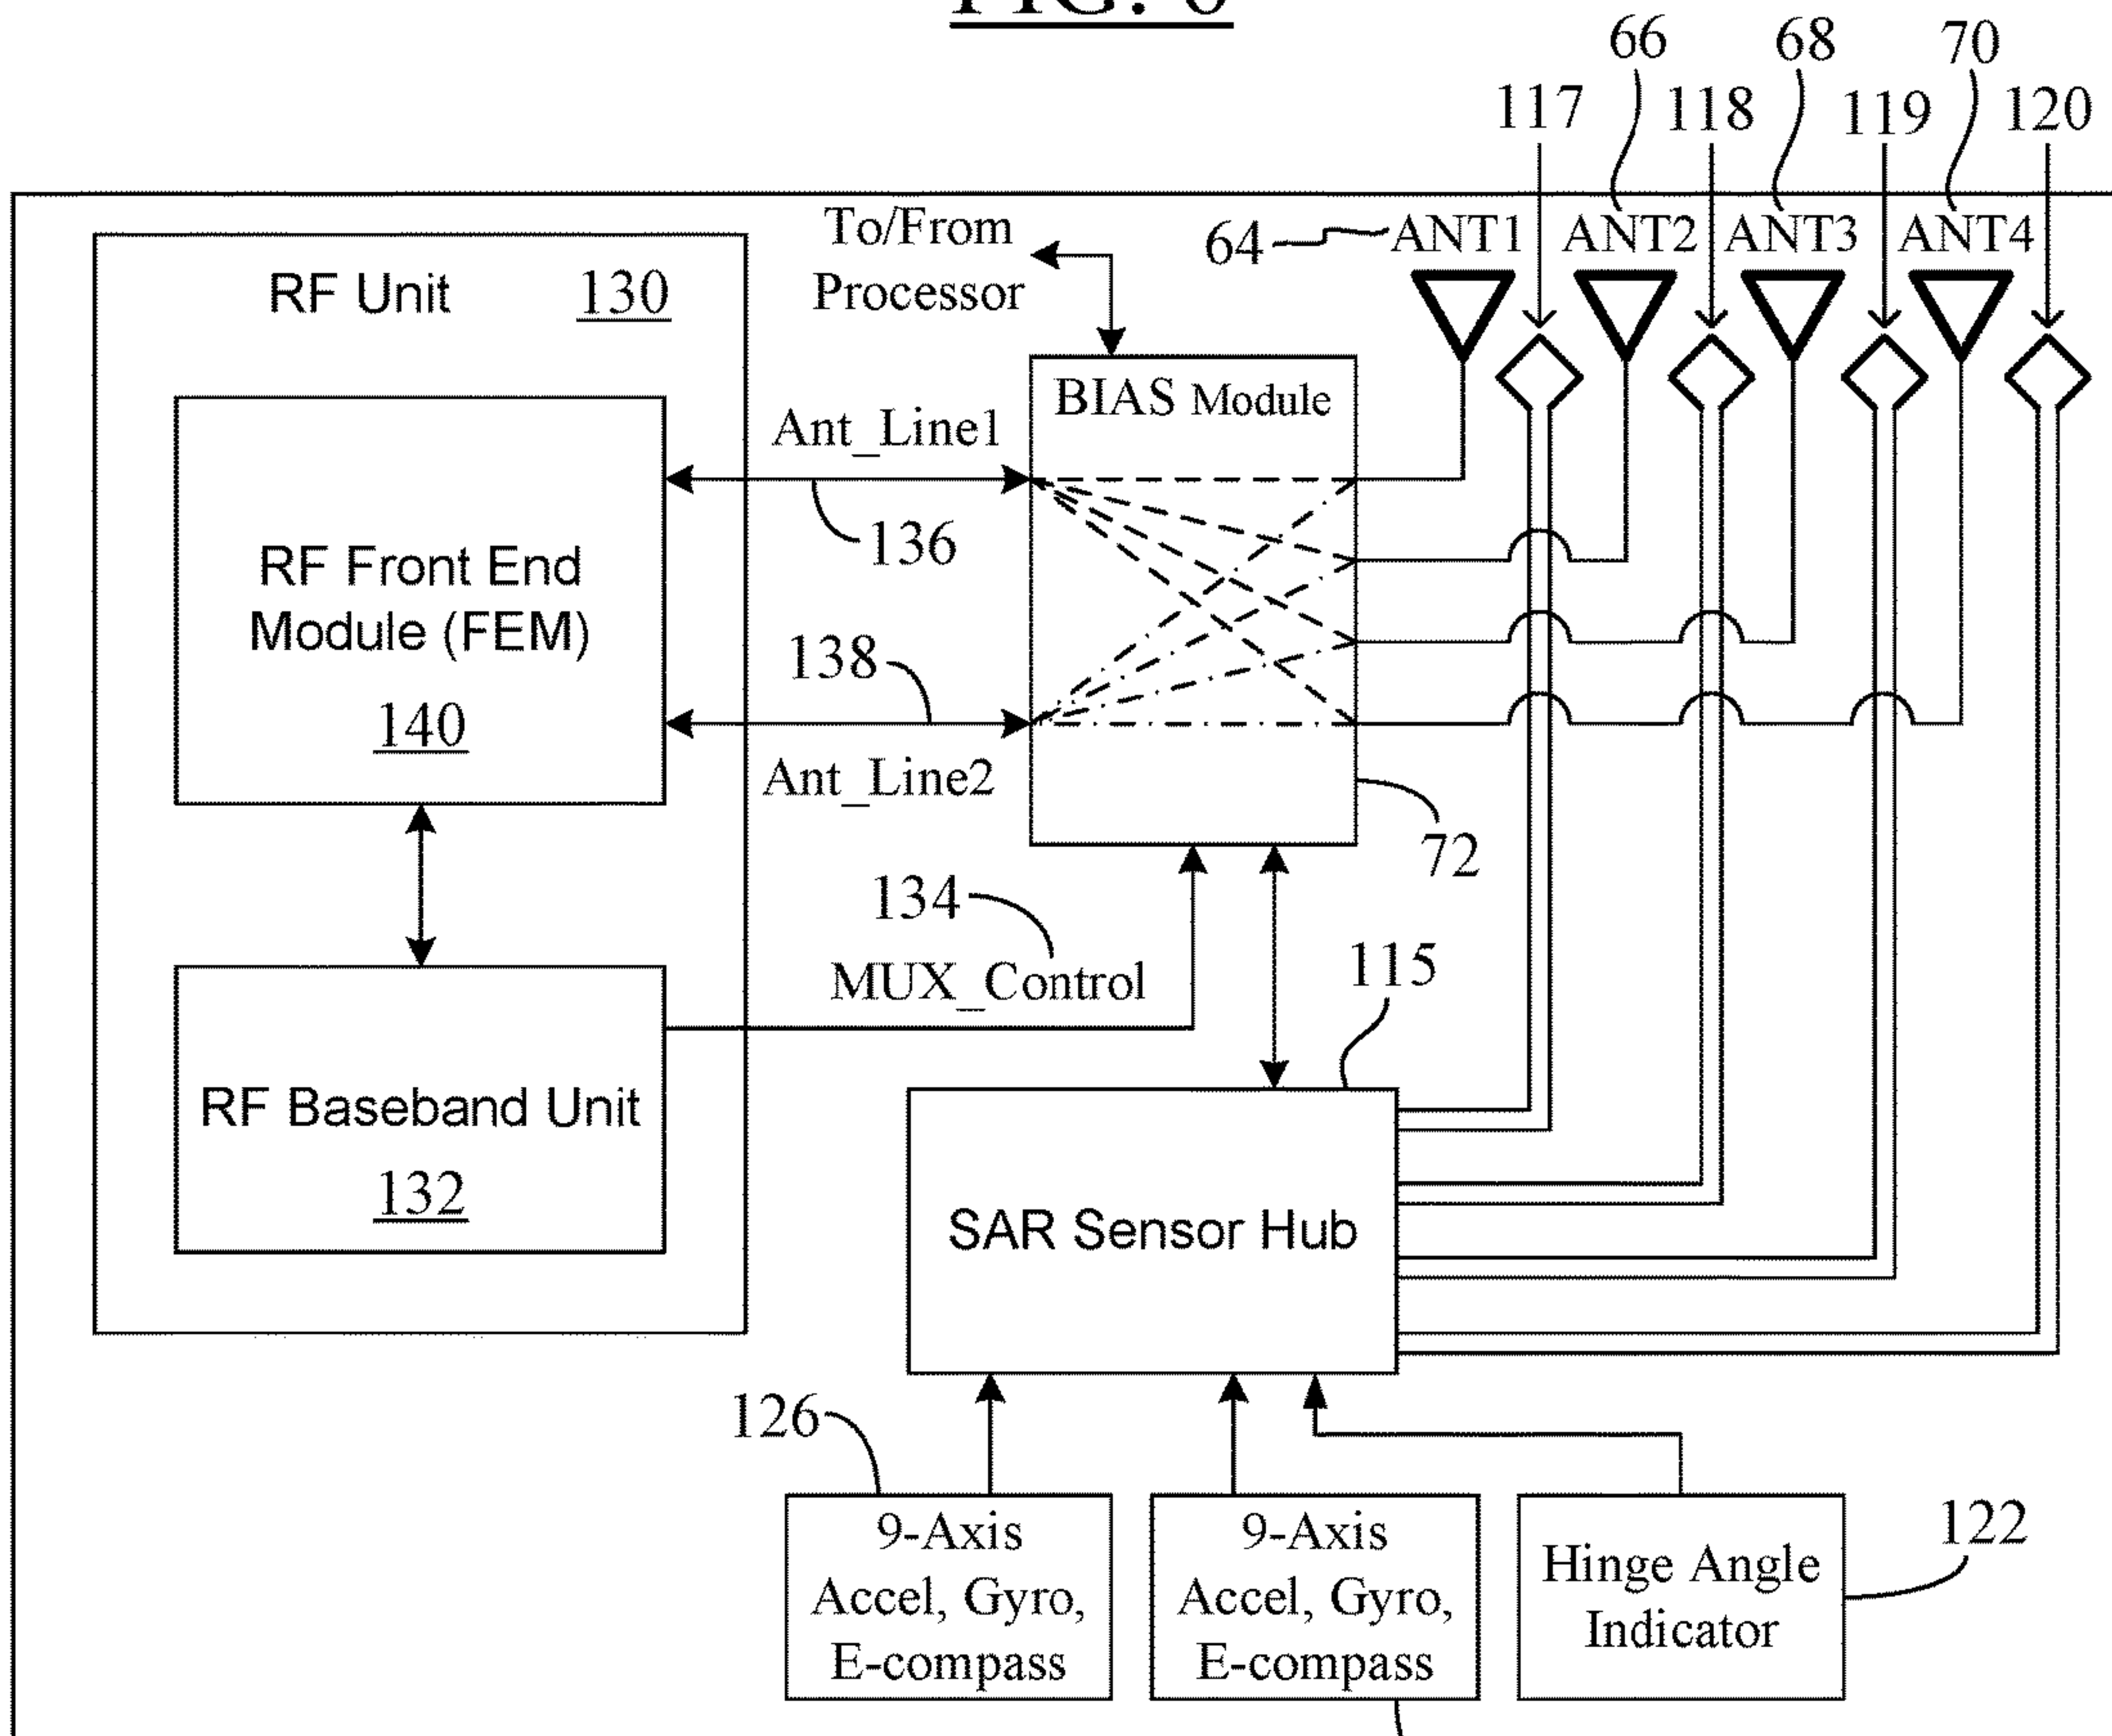 FIG. 6
66 68 70
117 118 119 120
To/From
Processor
64 ANT1 ANT2 ANT3 ANT4
RF Unit 130
BIAS Module
Ant_Line1
136
RF Front End
Module (FEM)
140
138
Ant_Line2
72
134
MUX_Control
115
RF Baseband Unit
132
SAR Sensor Hub
126
9-Axis
Accel, Gyro,
E-compass
9-Axis
Accel, Gyro,
E-compass
Hinge Angle
Indicator
122